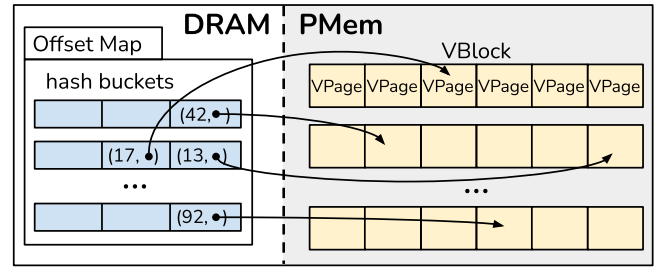 DRAM PMem
Offset Map
VBlock
hash buckets
VPage VPage VPage VPage VPage VPage
(42, )
(17, ) (13, )
...
...
(92, )